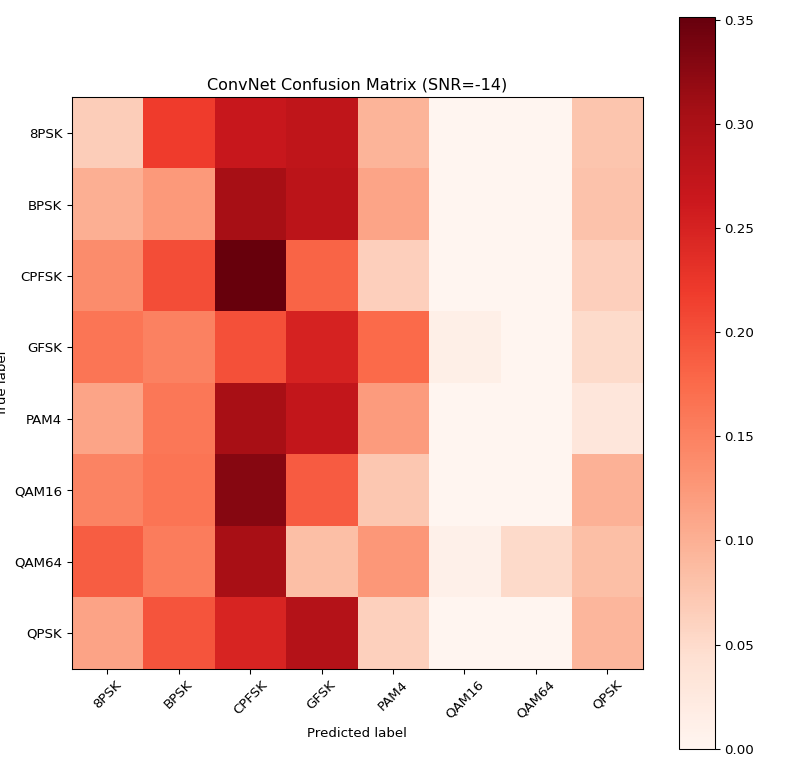 ConvNet Confusion Matrix (SNR=-14)
8PSK
BPSK
CPFSK
GFSK
PAM4
QAM16
QAM64
QPSK
8PSK
BPSK
CPFSK
GFSK
PAM4
QAM16
QAM64
QPSK
Predicted label
0.35
0.30
0.25
0.20
0.15
0.10
0.05
0.00